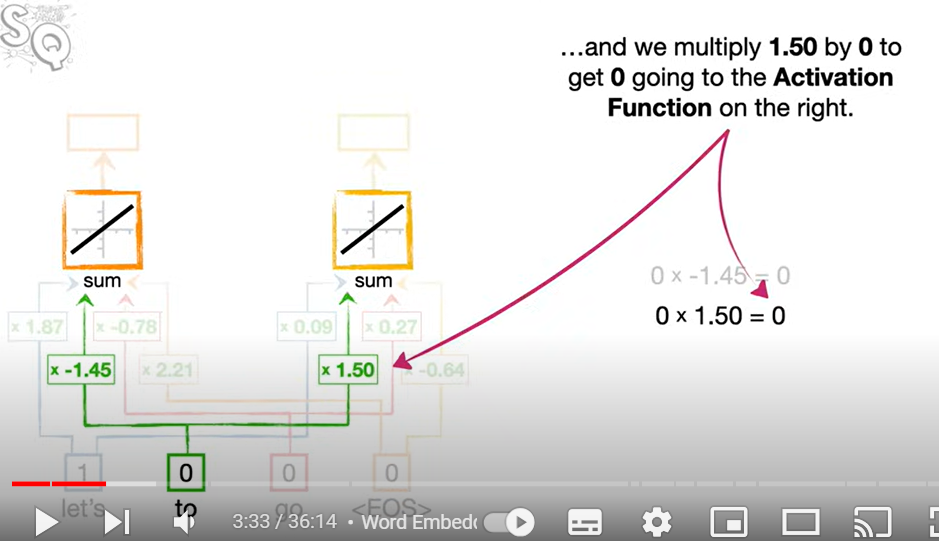 SQ
...and we multiply 1.50 by 0 to
get 0 going to the Activation
Function on the right.
sum
sum
0 x -1.45 = 0
0 x 1.50 = 0
x 1.87
x -0.78
x 0.09
x 0.27
x -1.45
x 2.21
x 1.50
x -0.64
1
0
0
0
let's
to
go
<EOS>
3:33 / 36:14 • Word Embed